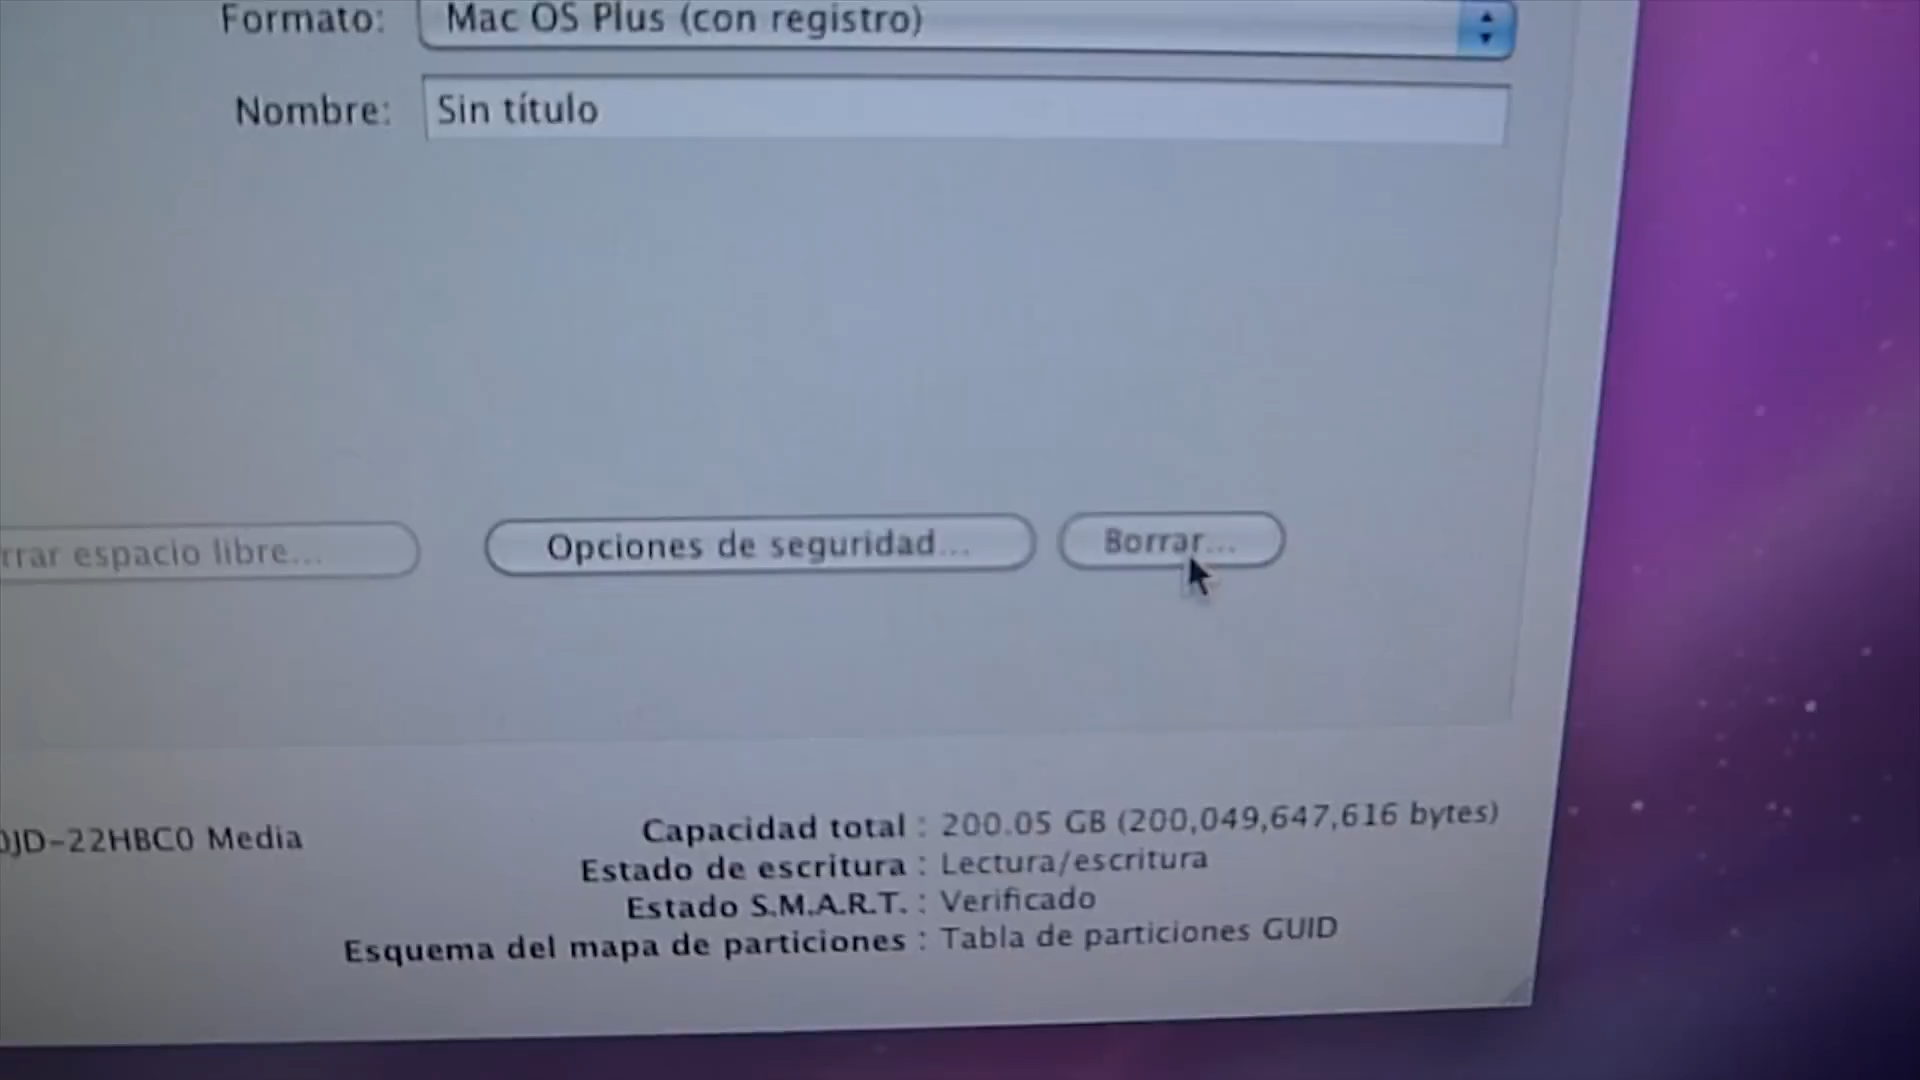 Formato: Mac OS Plus (con registro)
Nombre: Sin título
rrar espacio libre... Opciones de seguridad... Borrar...
JD-22HBC0 Media
Capacidad total : 200.05 GB (200,049,647,616 bytes)
Estado de escritura : Lectura/escritura
Estado S.M.A.R.T. : Verificado
Esquema del mapa de particiones : Tabla de particiones GUID